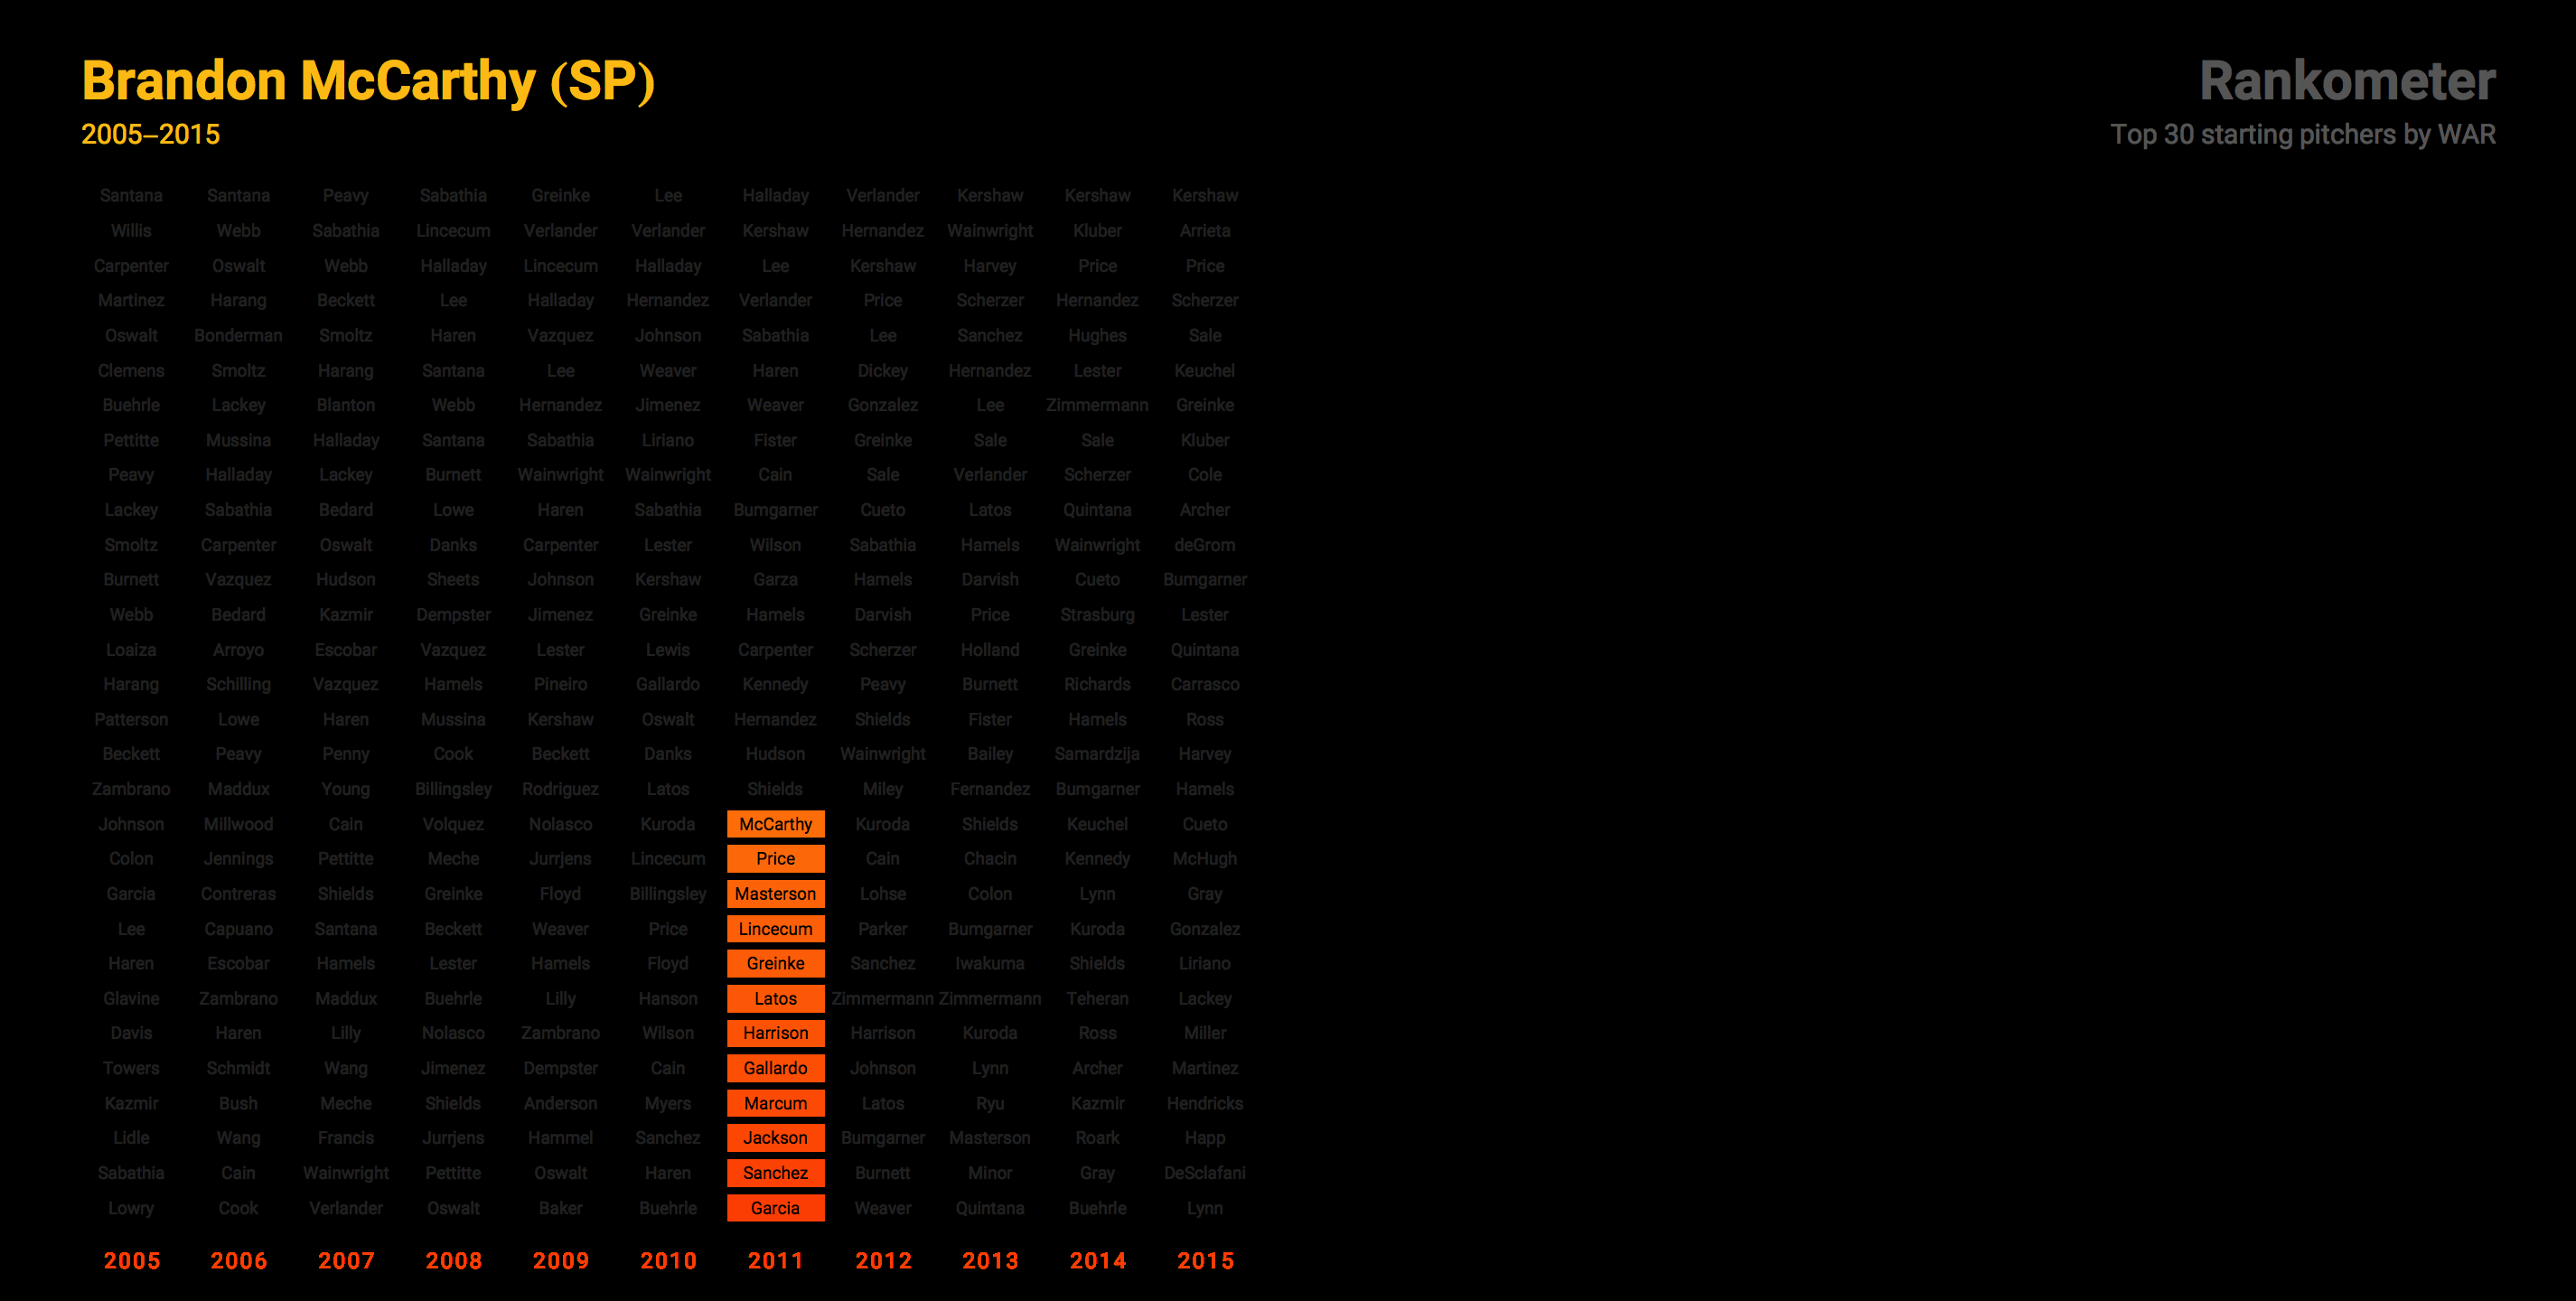 Brandon McCarthy (SP)
2005–2015
Rankometer
Top 30 starting pitchers by WAR
Santana Santana Peavy Sabathia Greinke Lee Halladay Verlander Kershaw Kershaw Kershaw
Willis Webb Sabathia Lincecum Verlander Verlander Kershaw Hernandez Wainwright Kluber Arrieta
Carpenter Oswalt Webb Halladay Lincecum Halladay Lee Kershaw Harvey Price Price
Martinez Harang Beckett Lee Halladay Hernandez Verlander Price Scherzer Hernandez Scherzer
Oswalt Bonderman Smoltz Haren Vazquez Johnson Sabathia Lee Sanchez Hughes Sale
Clemens Smoltz Harang Santana Lee Weaver Haren Dickey Hernandez Lester Keuchel
Buehrle Lackey Blanton Webb Hernandez Jimenez Weaver Gonzalez Lee Zimmermann Greinke
Pettitte Mussina Halladay Santana Sabathia Liriano Fister Greinke Sale Sale Kluber
Peavy Halladay Lackey Burnett Wainwright Wainwright Cain Sale Verlander Scherzer Cole
Lackey Sabathia Bedard Lowe Haren Sabathia Bumgarner Cueto Latos Quintana Archer
Smoltz Carpenter Oswalt Danks Carpenter Lester Wilson Sabathia Hamels Wainwright deGrom
Burnett Vazquez Hudson Sheets Johnson Kershaw Garza Hamels Darvish Cueto Bumgarner
Webb Bedard Kazmir Dempster Jimenez Greinke Hamels Darvish Price Strasburg Lester
Loaiza Arroyo Escobar Vazquez Lester Lewis Carpenter Scherzer Holland Greinke Quintana
Harang Schilling Vazquez Hamels Pineiro Gallardo Kennedy Peavy Burnett Richards Carrasco
Patterson Lowe Haren Mussina Kershaw Oswalt Hernandez Shields Fister Hamels Ross
Beckett Peavy Penny Cook Beckett Danks Hudson Wainwright Bailey Samardzija Harvey
Zambrano Maddux Young Billingsley Rodriguez Latos Shields Miley Fernandez Bumgarner Hamels
Johnson Millwood Cain Volquez Nolasco Kuroda McCarthy Kuroda Shields Keuchel Cueto
Colon Jennings Pettitte Meche Jurrjens Lincecum Price Cain Chacin Kennedy McHugh
Garcia Contreras Shields Greinke Floyd Billingsley Masterson Lohse Colon Lynn Gray
Lee Capuano Santana Beckett Weaver Price Lincecum Parker Bumgarner Kuroda Gonzalez
Haren Escobar Hamels Lester Hamels Floyd Greinke Sanchez Iwakuma Shields Liriano
Glavine Zambrano Maddux Buehrle Lilly Hanson Latos Zimmermann Zimmermann Teheran Lackey
Davis Haren Lilly Nolasco Zambrano Wilson Harrison Harrison Kuroda Ross Miller
Towers Schmidt Wang Jimenez Dempster Cain Gallardo Johnson Lynn Archer Martinez
Kazmir Bush Meche Shields Anderson Myers Marcum Latos Ryu Kazmir Hendricks
Lidle Wang Francis Jurrjens Hammel Sanchez Jackson Bumgarner Masterson Roark Happ
Sabathia Cain Wainwright Pettitte Oswalt Haren Sanchez Burnett Minor Gray DeSclafani
Lowry Cook Verlander Oswalt Baker Buehrle Garcia Weaver Quintana Buehrle Lynn
2005 2006 2007 2008 2009 2010 2011 2012 2013 2014 2015